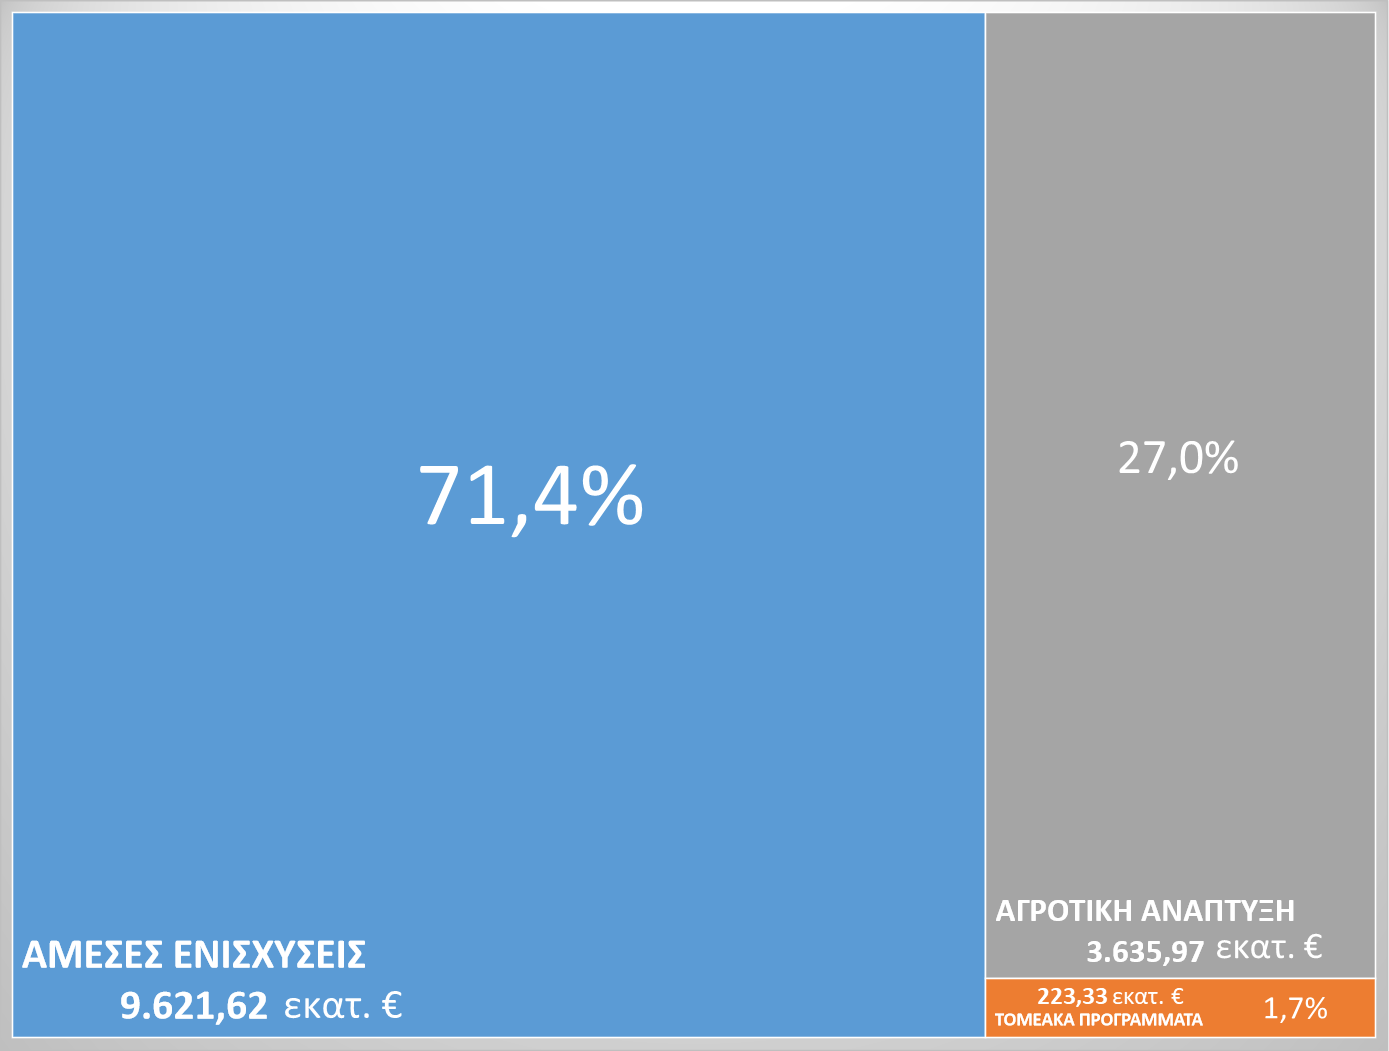 71,4%
ΑΜΕΣΕΣ ΕΝΙΣΧΥΣΕΙΣ
9.621,62 εκατ. €
27,0%
ΑΓΡΟΤΙΚΗ ΑΝΑΠΤΥΞΗ
3.635,97 εκατ. €
223,33 εκατ. €
ΤΟΜΕΑΚΑ ΠΡΟΓΡΑΜΜΑΤΑ
1,7%